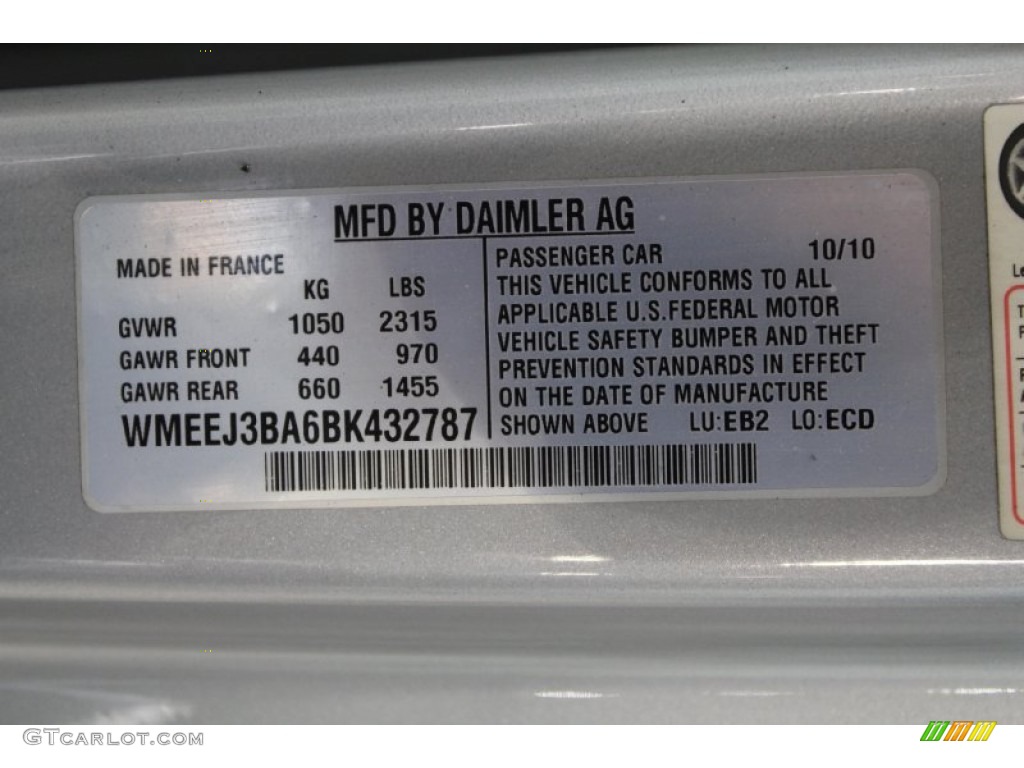 MFD BY DAIMLER AG
MADE IN FRANCE
KG LBS
GVWR 1050 2315
GAWR FRONT 440 970
GAWR REAR 660 1455
WMEEJ3BA6BK432787
PASSENGER CAR 10/10
THIS VEHICLE CONFORMS TO ALL
APPLICABLE U.S.FEDERAL MOTOR
VEHICLE SAFETY BUMPER AND THEFT
PREVENTION STANDARDS IN EFFECT
ON THE DATE OF MANUFACTURE
SHOWN ABOVE LU:EB2 LO:ECD
GTCarLot.com